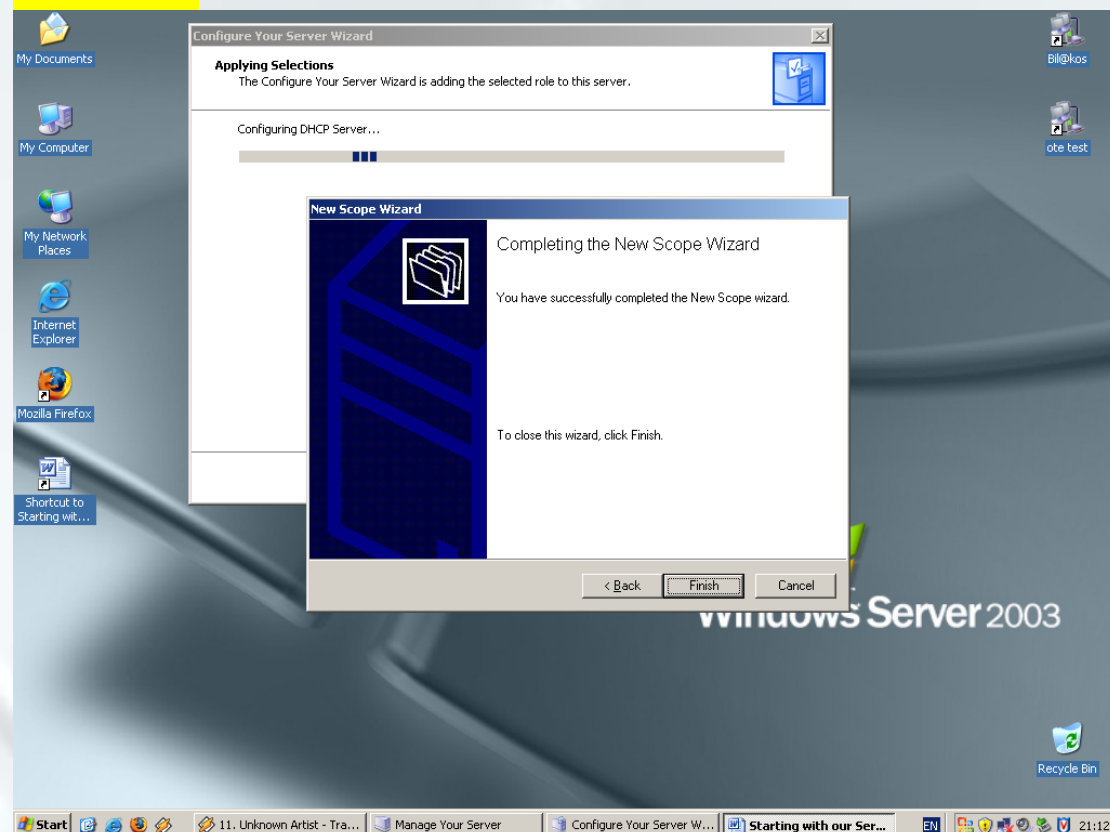 My Documents
My Computer
My Network
Places
Internet
Explorer
Mozilla Firefox
Shortcut to
Starting wit...
Configure Your Server Wizard
Applying Selections
The Configure Your Server Wizard is adding the selected role to this server.
Configuring DHCP Server...
New Scope Wizard
Completing the New Scope Wizard
You have successfully completed the New Scope wizard.
To close this wizard, click Finish.
< Back
Finish
Cancel
Bil@kos
ote test
Windows Server 2003
Recycle Bin
Start
11. Unknown Artist - Tra...
Manage Your Server
Configure Your Server W...
Starting with our Ser...
EN
21:12